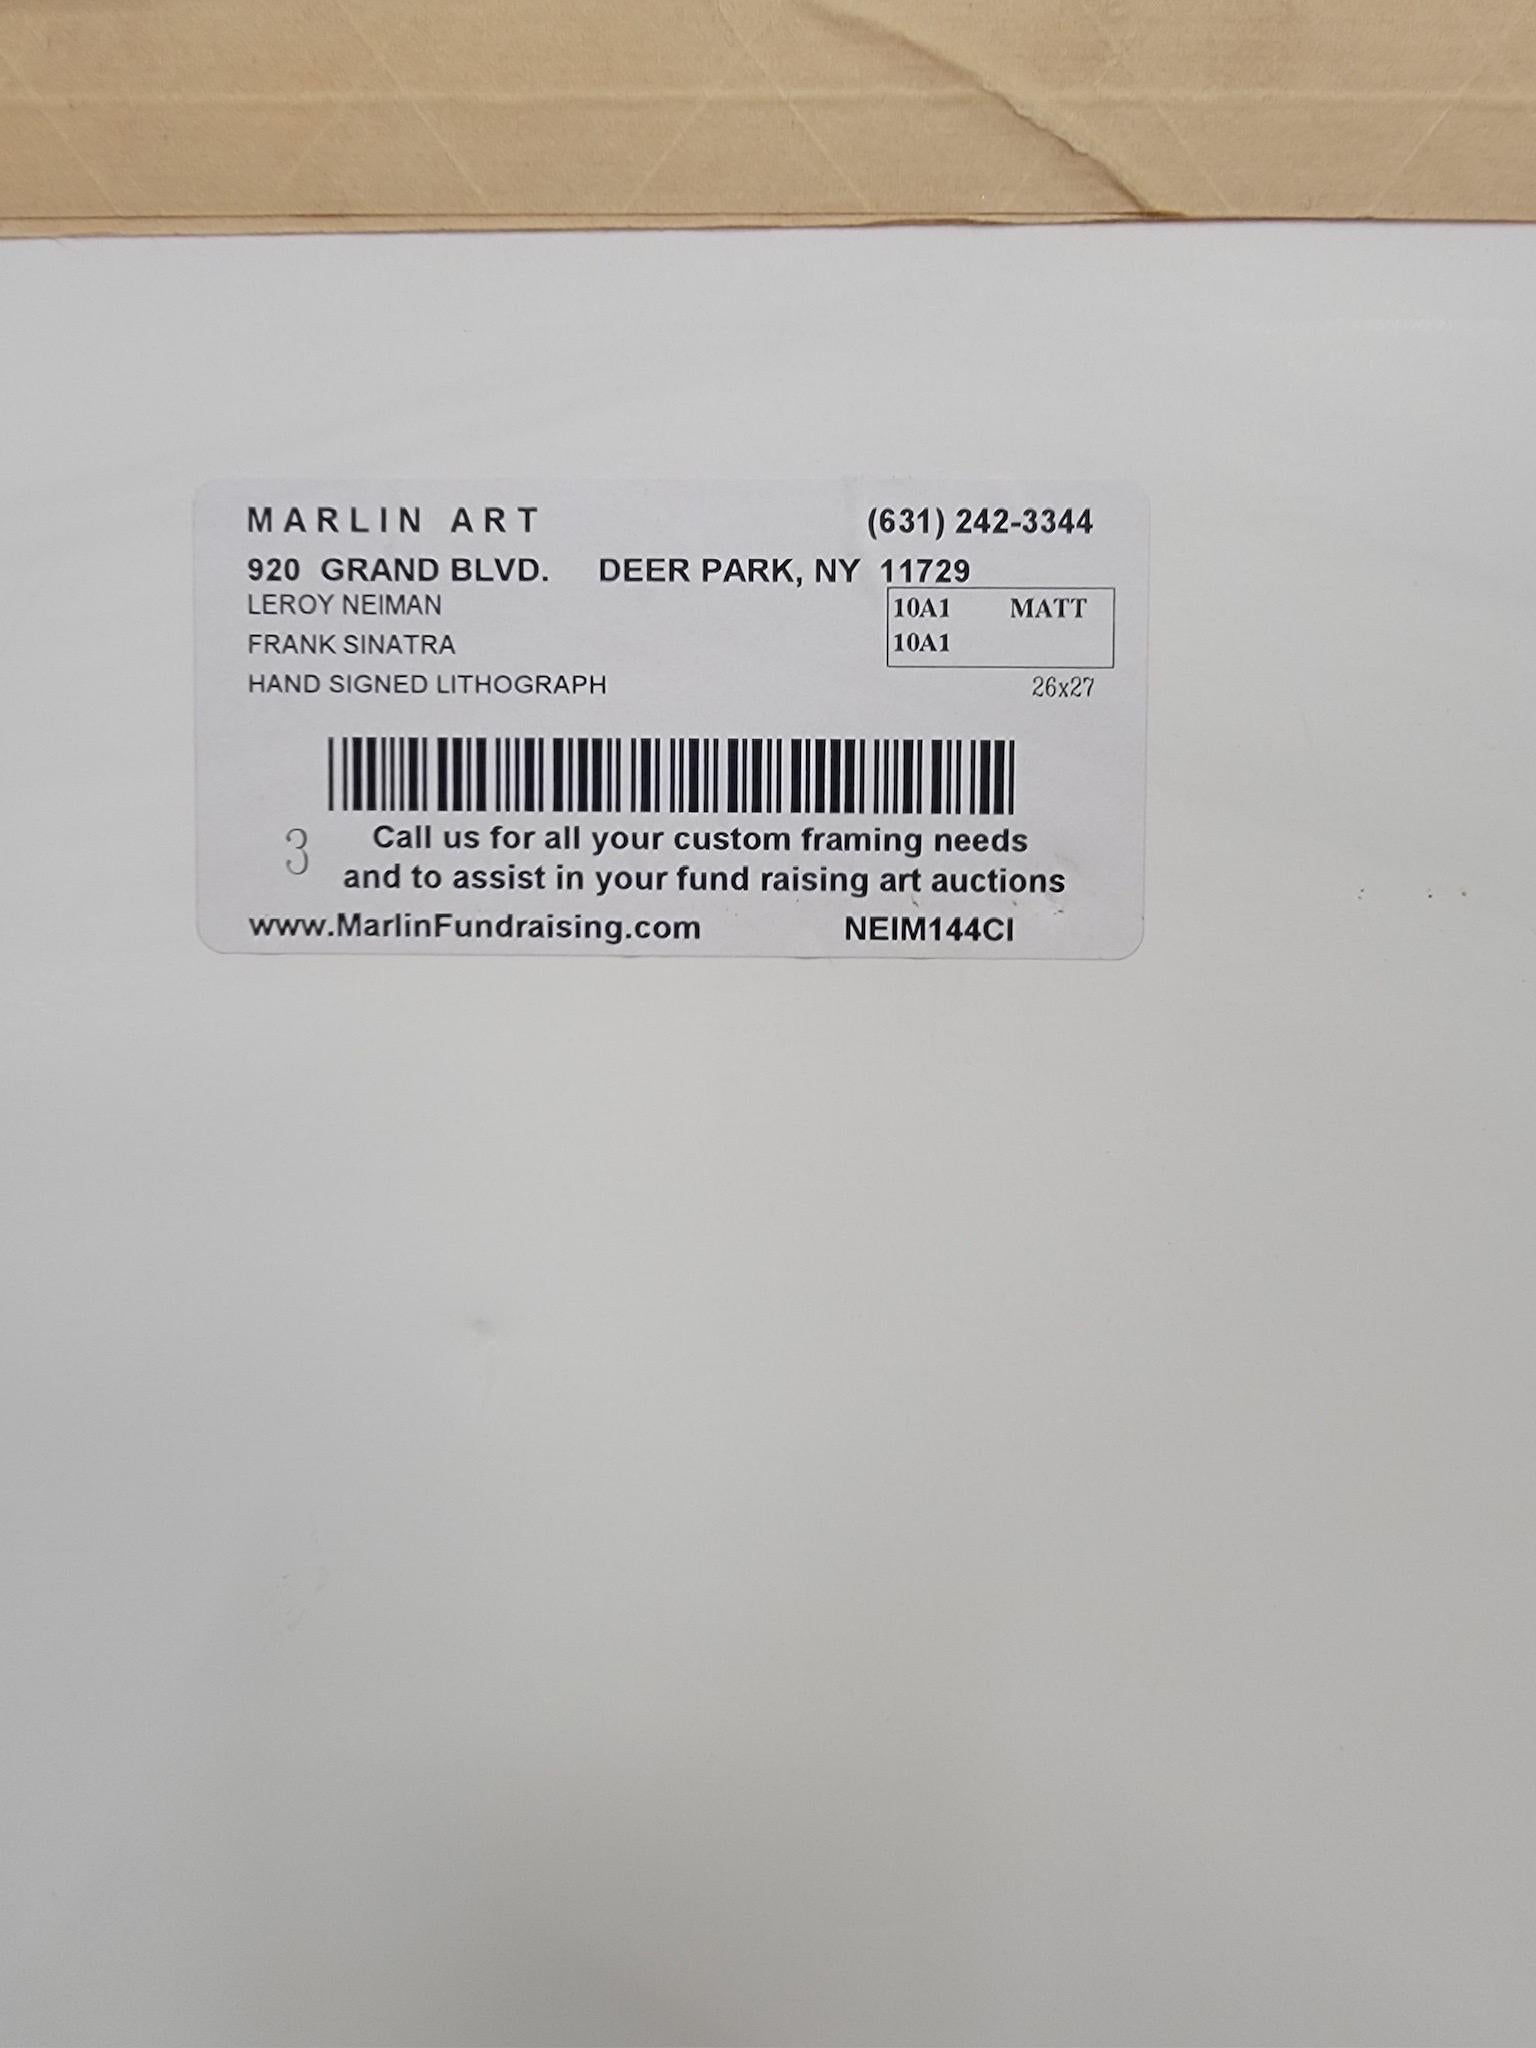 MARLIN ART (631) 242-3344
920 GRAND BLVD. DEER PARK, NY 11729
LEROY NEIMAN 10A1 MATT
FRANK SINATRA 10A1
HAND SIGNED LITHOGRAPH 26x27
3 Call us for all your custom framing needs
and to assist in your fund raising art auctions
www.MarlinFundraising.com NEIM144CI